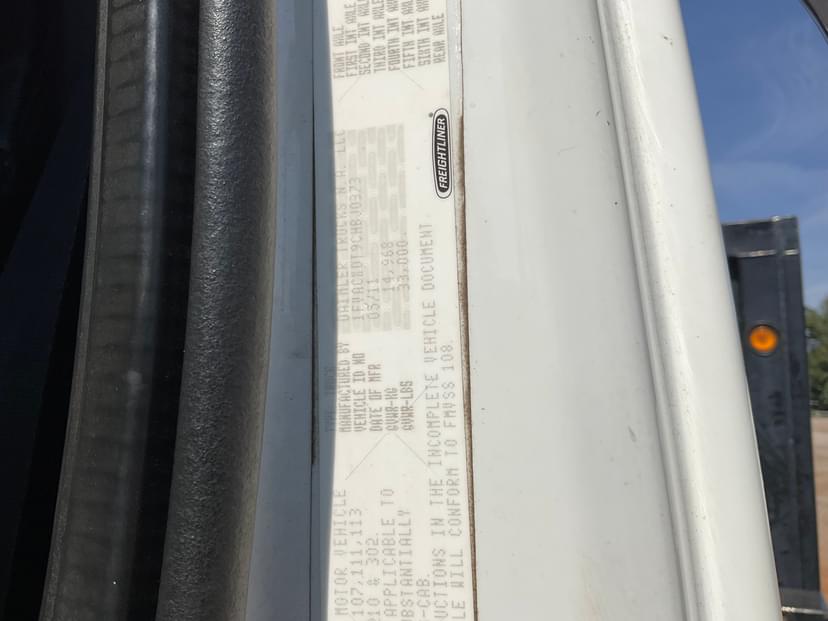 MOTOR VEHICLE
107,111,113
10 & 302.
APPLICABLE TO
BSTANTIALLY
-CAB.
UCTIONS IN THE INCOMPLETE VEHICLE DOCUMENT
LE WILL CONFORM TO FMVSS 108.
TYPE TRUCK
MANUFACTURED BY DAIMLER TRUCKS N.A. LLC
VEHICLE ID NO
DATE OF MFR 05/11
GVWR-KG 14,968
GVWR-LBS 33,000
FREIGHTLINER
FRONT AXLE
FIRST INT AXLE
SECOND INT AXLE
THIRD INT AXLE
FOURTH INT AXLE
FIFTH INT AXLE
SIXTH INT AXLE
REAR AXLE